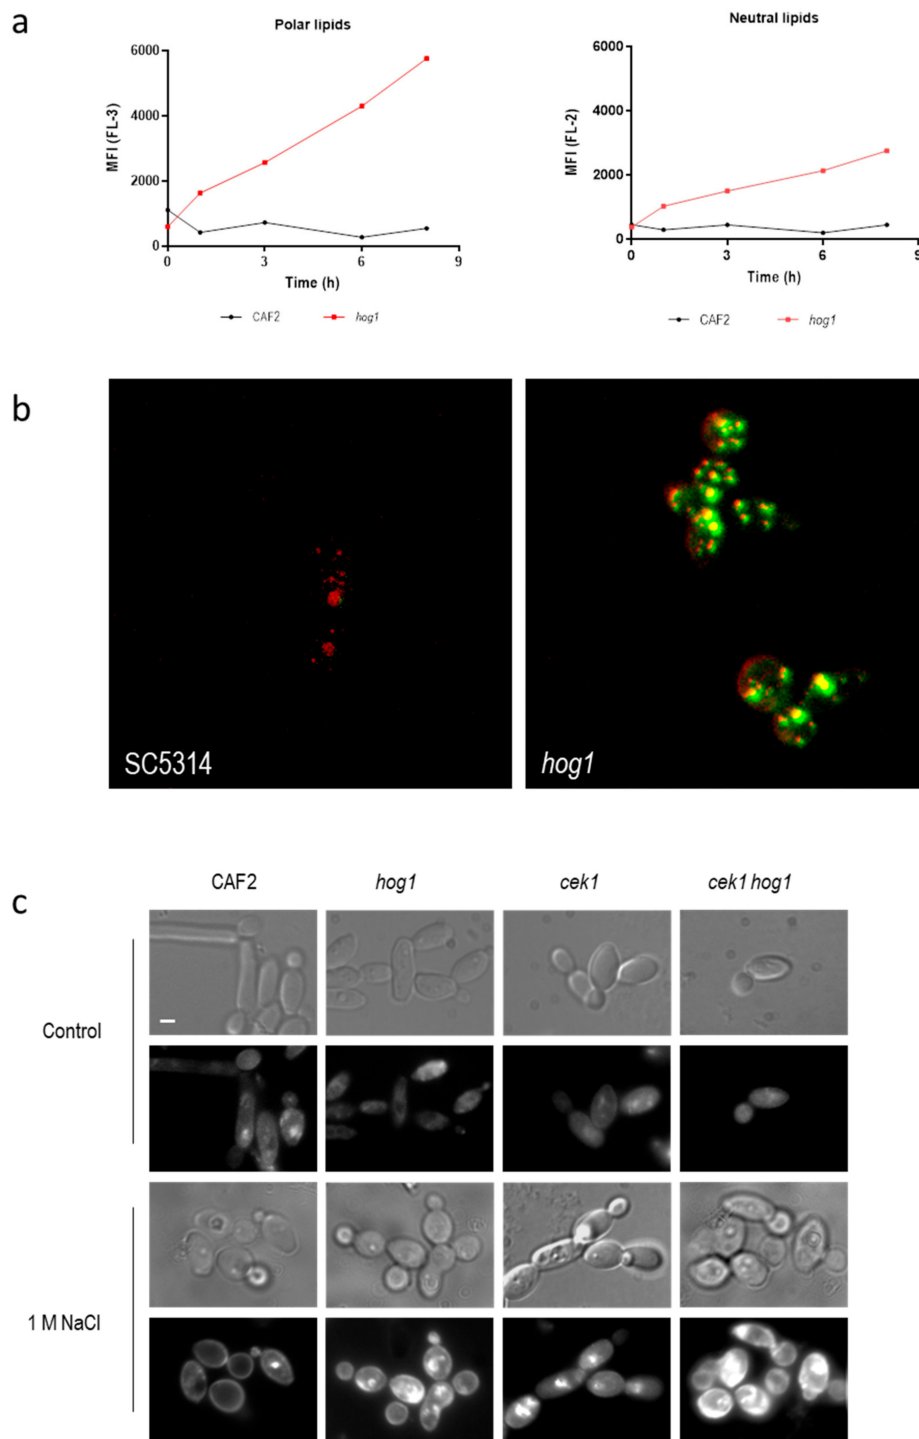 a
Polar lipids
6000
4000
2000
0
MFI (FL-3)
0 3 6 9
Time (h)
CAF2 hog1
Neutral lipids
6000
4000
2000
0
MFI (FL-2)
0 3 6 9
Time (h)
CAF2 hog1
b
SC5314
hog1
c
CAF2 hog1 cek1 cek1 hog1
Control
1 M NaCl